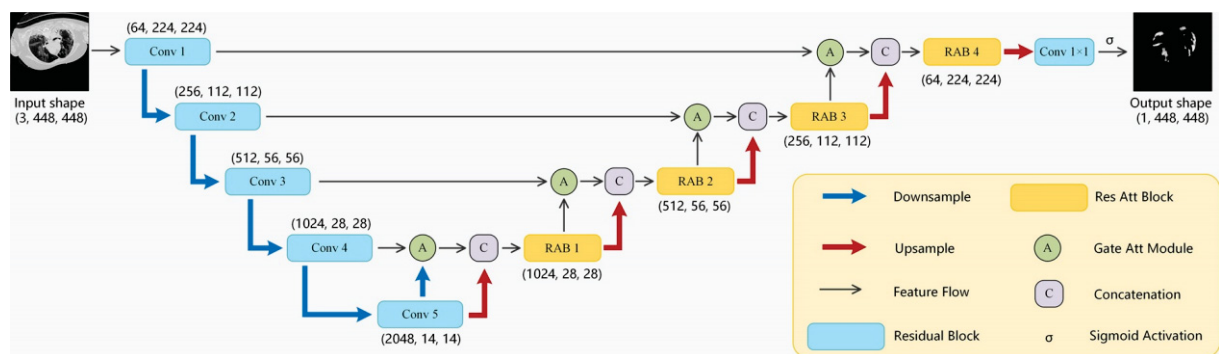 (64, 224, 224)
Conv 1
A
C
RAB 4
Conv 1×1
σ
(64, 224, 224)
Input shape
(3, 448, 448)
Output shape
(1, 448, 448)
(256, 112, 112)
Conv 2
A
C
RAB 3
(256, 112, 112)
(512, 56, 56)
Conv 3
A
C
RAB 2
(512, 56, 56)
(1024, 28, 28)
Conv 4
A
C
RAB 1
(1024, 28, 28)
Conv 5
(2048, 14, 14)
Downsample
Res Att Block
Upsample
A
Gate Att Module
Feature Flow
C
Concatenation
Residual Block
σ
Sigmoid Activation